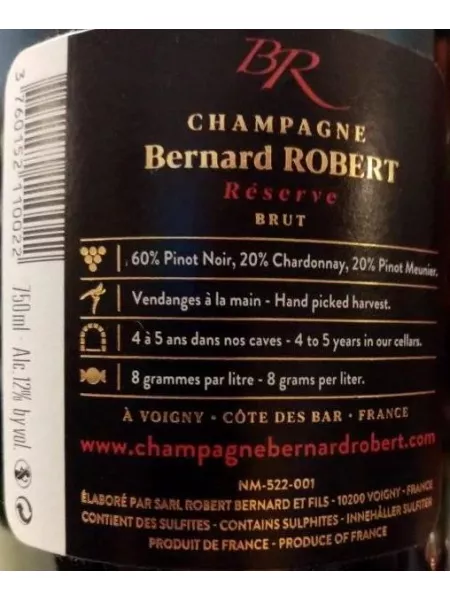 BR
CHAMPAGNE
Bernard ROBERT
Réserve
BRUT
60% Pinot Noir, 20% Chardonnay, 20% Pinot Meunier.
Vendanges à la main - Hand picked harvest.
4 à 5 ans dans nos caves - 4 to 5 years in our cellars.
8 grammes par litre - 8 grams per liter.
À VOIGNY • CÔTE DES BAR • FRANCE
www.champagnebernardrobert.com
NM-522-001
ÉLABORÉ PAR SARL ROBERT BERNARD ET FILS - 10200 VOIGNY - FRANCE
CONTIENT DES SULFITES - CONTAINS SULPHITES - INNEHÅLLER SULFITER
PRODUIT DE FRANCE - PRODUCE OF FRANCE
3 760152 110022
750ml - Alc. 12% by vol.